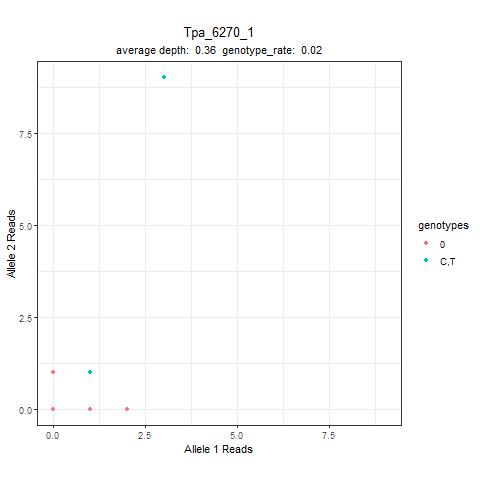 Tpa_6270_1
average depth:  0.36  genotype_rate:  0.02
7.5
5.0
2.5
0.0
Allele 2 Reads
0.0 2.5 5.0 7.5
Allele 1 Reads
genotypes
0
C,T